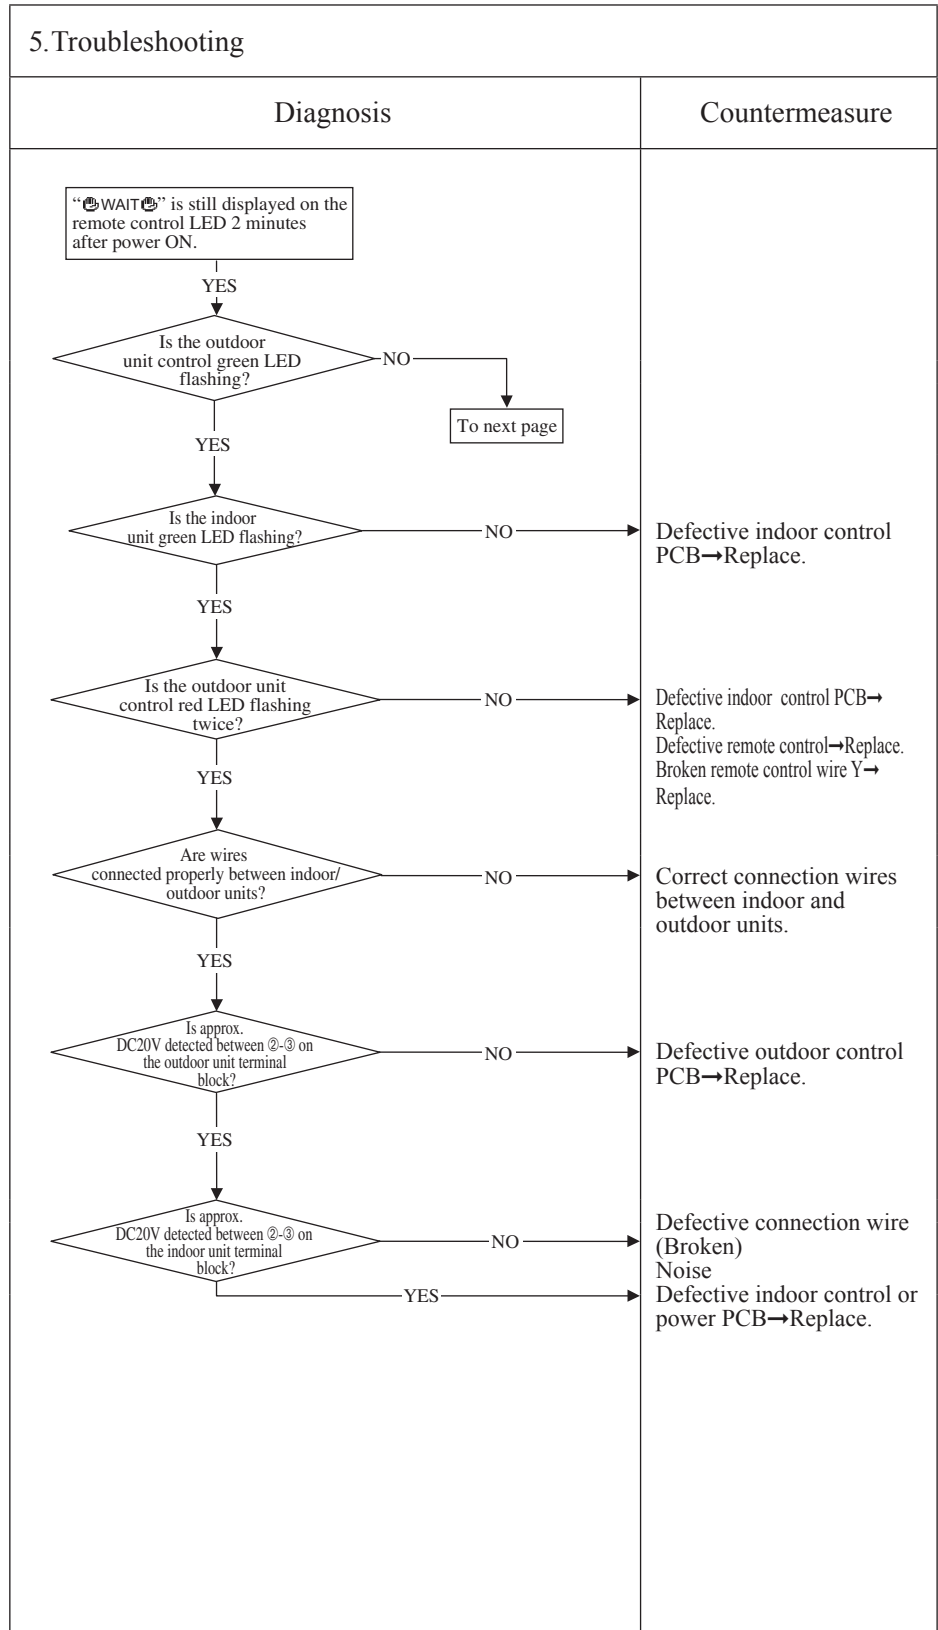 5.Troubleshooting
Diagnosis
Countermeasure
“WAIT” is still displayed on the
remote control LED 2 minutes
after power ON.
YES
Is the outdoor
unit control green LED
flashing?
NO
To next page
YES
Is the indoor
unit green LED flashing?
NO
Defective indoor control
PCB→Replace.
YES
Is the outdoor unit
control red LED flashing
twice?
NO
Defective indoor control PCB→
Replace.
Defective remote control→Replace.
Broken remote control wire Y→
Replace.
YES
Are wires
connected properly between indoor/
outdoor units?
NO
Correct connection wires
between indoor and
outdoor units.
YES
Is approx.
DC20V detected between ②-③ on
the outdoor unit terminal
block?
NO
Defective outdoor control
PCB→Replace.
YES
Is approx.
DC20V detected between ②-③ on
the indoor unit terminal
block?
NO
Defective connection wire
(Broken)
Noise
YES
Defective indoor control or
power PCB→Replace.